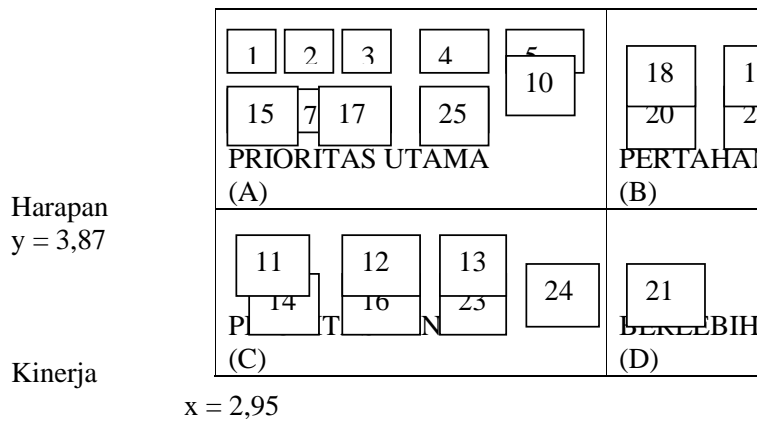 1 2 3 4 5
10
18
15 7 17 25
20
PRIORITAS UTAMA
(A) (B)
Harapan
y = 3,87
11 12 13
24 21
14 16 23
(C) (D)
Kinerja
x = 2,95